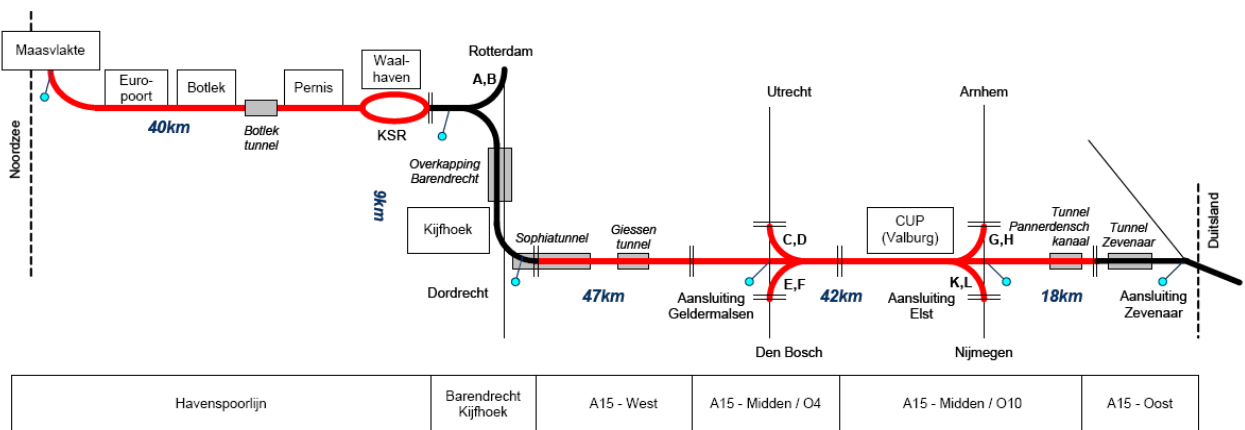 Maasvlakte
Euro-
poort
Botlek
Pernis
Waal-
haven
Rotterdam
A,B
Utrecht
Arnhem
40km
Botlek
tunnel
KSR
Noordzee
Overkapping
Barendrecht
9km
Kijfhoek
Sophiatunnel
Giessen
tunnel
C,D
CUP
(Valburg)
G,H
Tunnel
Pannerdensch
kanaal
Tunnel
Zevenaar
Duitsland
Dordrecht
47km
Aansluiting
Geldermalsen
E,F
42km
Aansluiting
Elst
K,L
18km
Aansluiting
Zevenaar
Den Bosch
Nijmegen
Havenspoorlijn
Barendrecht
Kijfhoek
A15 - West
A15 - Midden / O4
A15 - Midden / O10
A15 - Oost